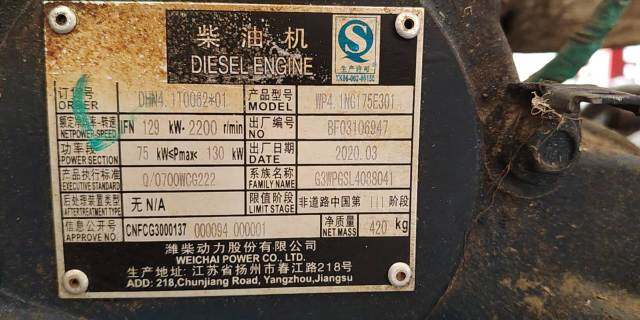 柴油机
DIESEL ENGINE
生产许可
订单号 DHN4.1T0062*01 产品型号 WP4.1NG175E301
ORDER MODEL
额定净功率-转速 FN 129 kW- 2200 r/min 出厂编号 BF03106947
NETPOWER-SPEED NO
功率段 75 kW≤Pmax< 130 kW 出厂日期 2020.03
POWER SECTION DATE
产品执行标准 Q/0700WCG222 系族名称
EXECUTIVE STANDARD FAMILY NAME
后处理装置类型 无 N/A 限值阶段 非道路中国第 III 阶段
AFTERTREATMENT TYPE LIMIT STAGE
信息公开号 CNFCG3000137 000094 000001 净质量 420 kg
APPROVE NO. NET MASS
潍柴动力股份有限公司
WEICHAI POWER CO., LTD.
生产地址: 江苏省扬州市春江路218号
ADD: 218,Chunjiang Road, Yangzhou,Jiangsu